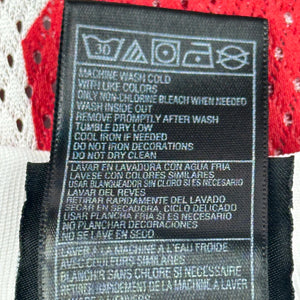 30
MACHINE WASH COLD
WITH LIKE COLORS
ONLY NON-CHLORINE BLEACH WHEN NEEDED
WASH INSIDE OUT
REMOVE PROMPTLY AFTER WASH
TUMBLE DRY LOW
COOL IRON IF NEEDED
DO NOT IRON DECORATIONS
DO NOT DRY CLEAN
LAVAR EN LAVADORA CON AGUA FRIA
LAVESE CON COLORES SIMILARES
USAR BLANQUEADOR SIN CLORO SI ES NECESARIO
LAVAR DEL REVES
RETIRAR RAPIDAMENTE DEL LAVADO
SECAR EN SECADORA, CICLO DELICADO
USAR PLANCHA FRIA SI ES NECESARIO
NO PLANCHAR DECORACIONES
NO SE LAVE EN SECO
LAVER A LA MACHINE A L'EAU FROIDE
AVEC COULEURS SIMILAIRES
BLANCHIR SANS CHLORE SI NECESSAIRE
LAVER A L'ENVERS